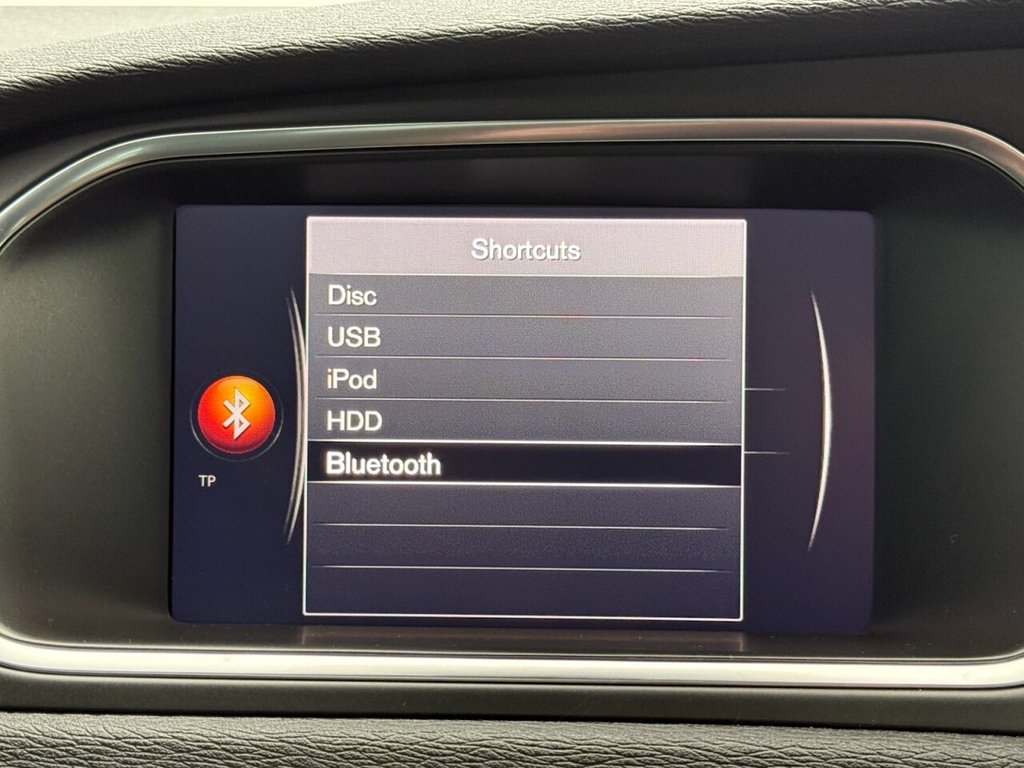 Shortcuts
Disc
USB
iPod
HDD
Bluetooth
TP